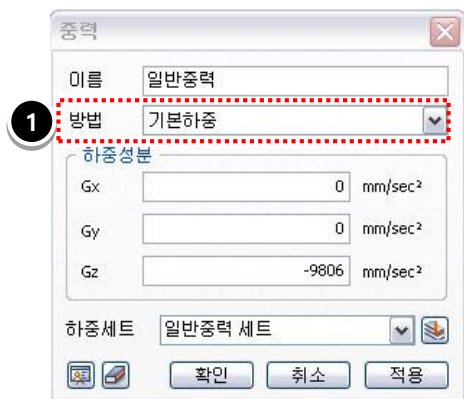 중력
이름 일반중력
1 방법 기본하중
하중성분
Gx 0 mm/sec²
Gy 0 mm/sec²
Gz -9806 mm/sec²
하중세트 일반중력 세트
확인 취소 적용